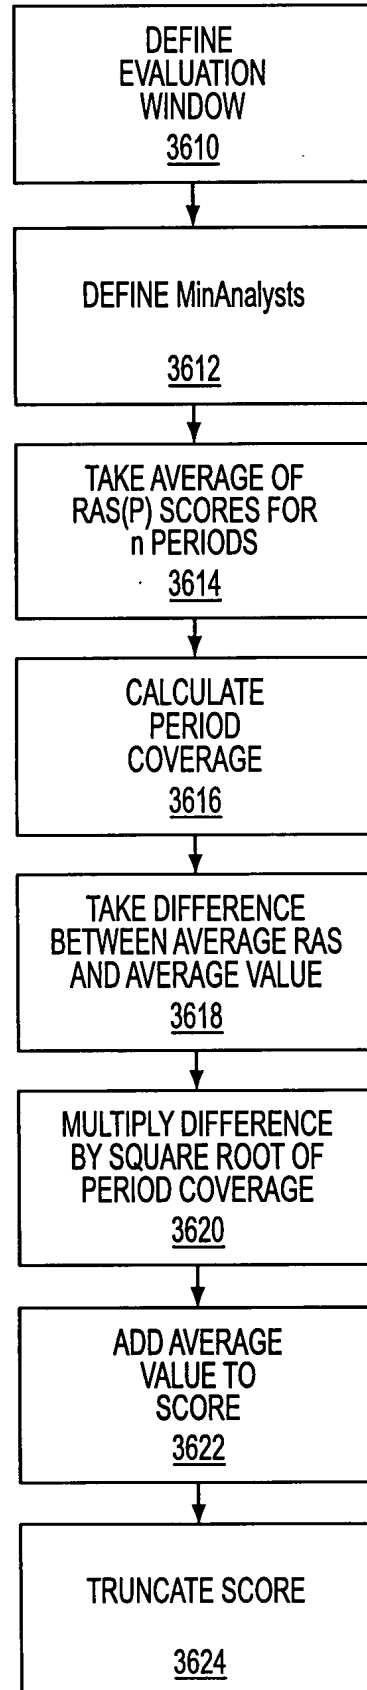 DEFINE
EVALUATION
WINDOW
3610
DEFINE MinAnalysts
3612
TAKE AVERAGE OF
RAS(P) SCORES FOR
n PERIODS
3614
CALCULATE
PERIOD
COVERAGE
3616
TAKE DIFFERENCE
BETWEEN AVERAGE RAS
AND AVERAGE VALUE
3618
MULTIPLY DIFFERENCE
BY SQUARE ROOT OF
PERIOD COVERAGE
3620
ADD AVERAGE
VALUE TO
SCORE
3622
TRUNCATE SCORE
3624